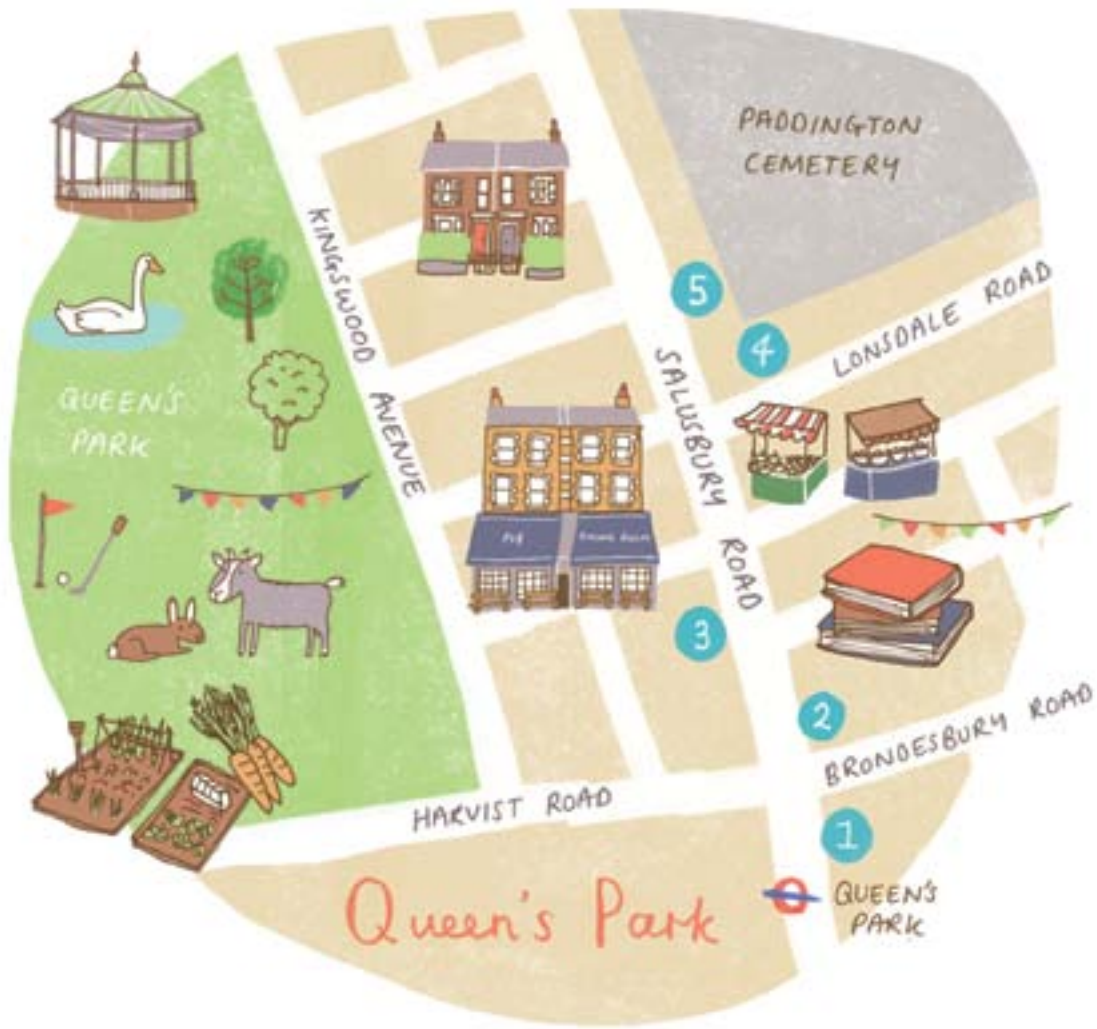 PADDINGTON
CEMETERY
KINGSWOOD AVENUE
5
4
LONSDALE ROAD
SALUSBURY ROAD
QUEEN'S
PARK
PUB
3
2
BRONDESBURY ROAD
HARVIST ROAD
1
Queen's Park
QUEEN'S
PARK